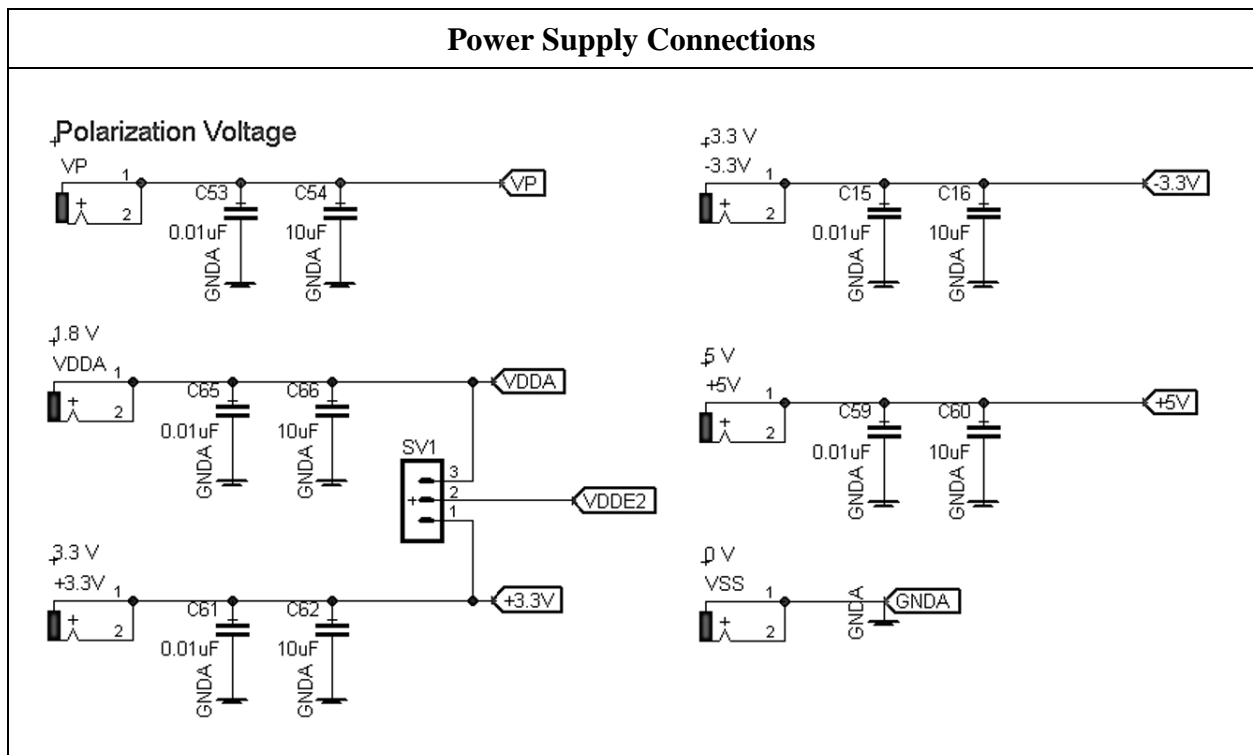 Power Supply Connections
Polarization Voltage
VP
1
2
C53
0.01uF
GNDA
C54
10uF
GNDA
VP
-3.3 V
-3.3V
1
2
C15
0.01uF
GNDA
C16
10uF
GNDA
-3.3V
1.8 V
VDDA
1
2
C65
0.01uF
GNDA
C66
10uF
GNDA
VDDA
SV1
3
2
1
VDDE2
5 V
+5V
1
2
C59
0.01uF
GNDA
C60
10uF
GNDA
+5V
3.3 V
+3.3V
1
2
C61
0.01uF
GNDA
C62
10uF
GNDA
+3.3V
0 V
VSS
1
2
GNDA
GNDA